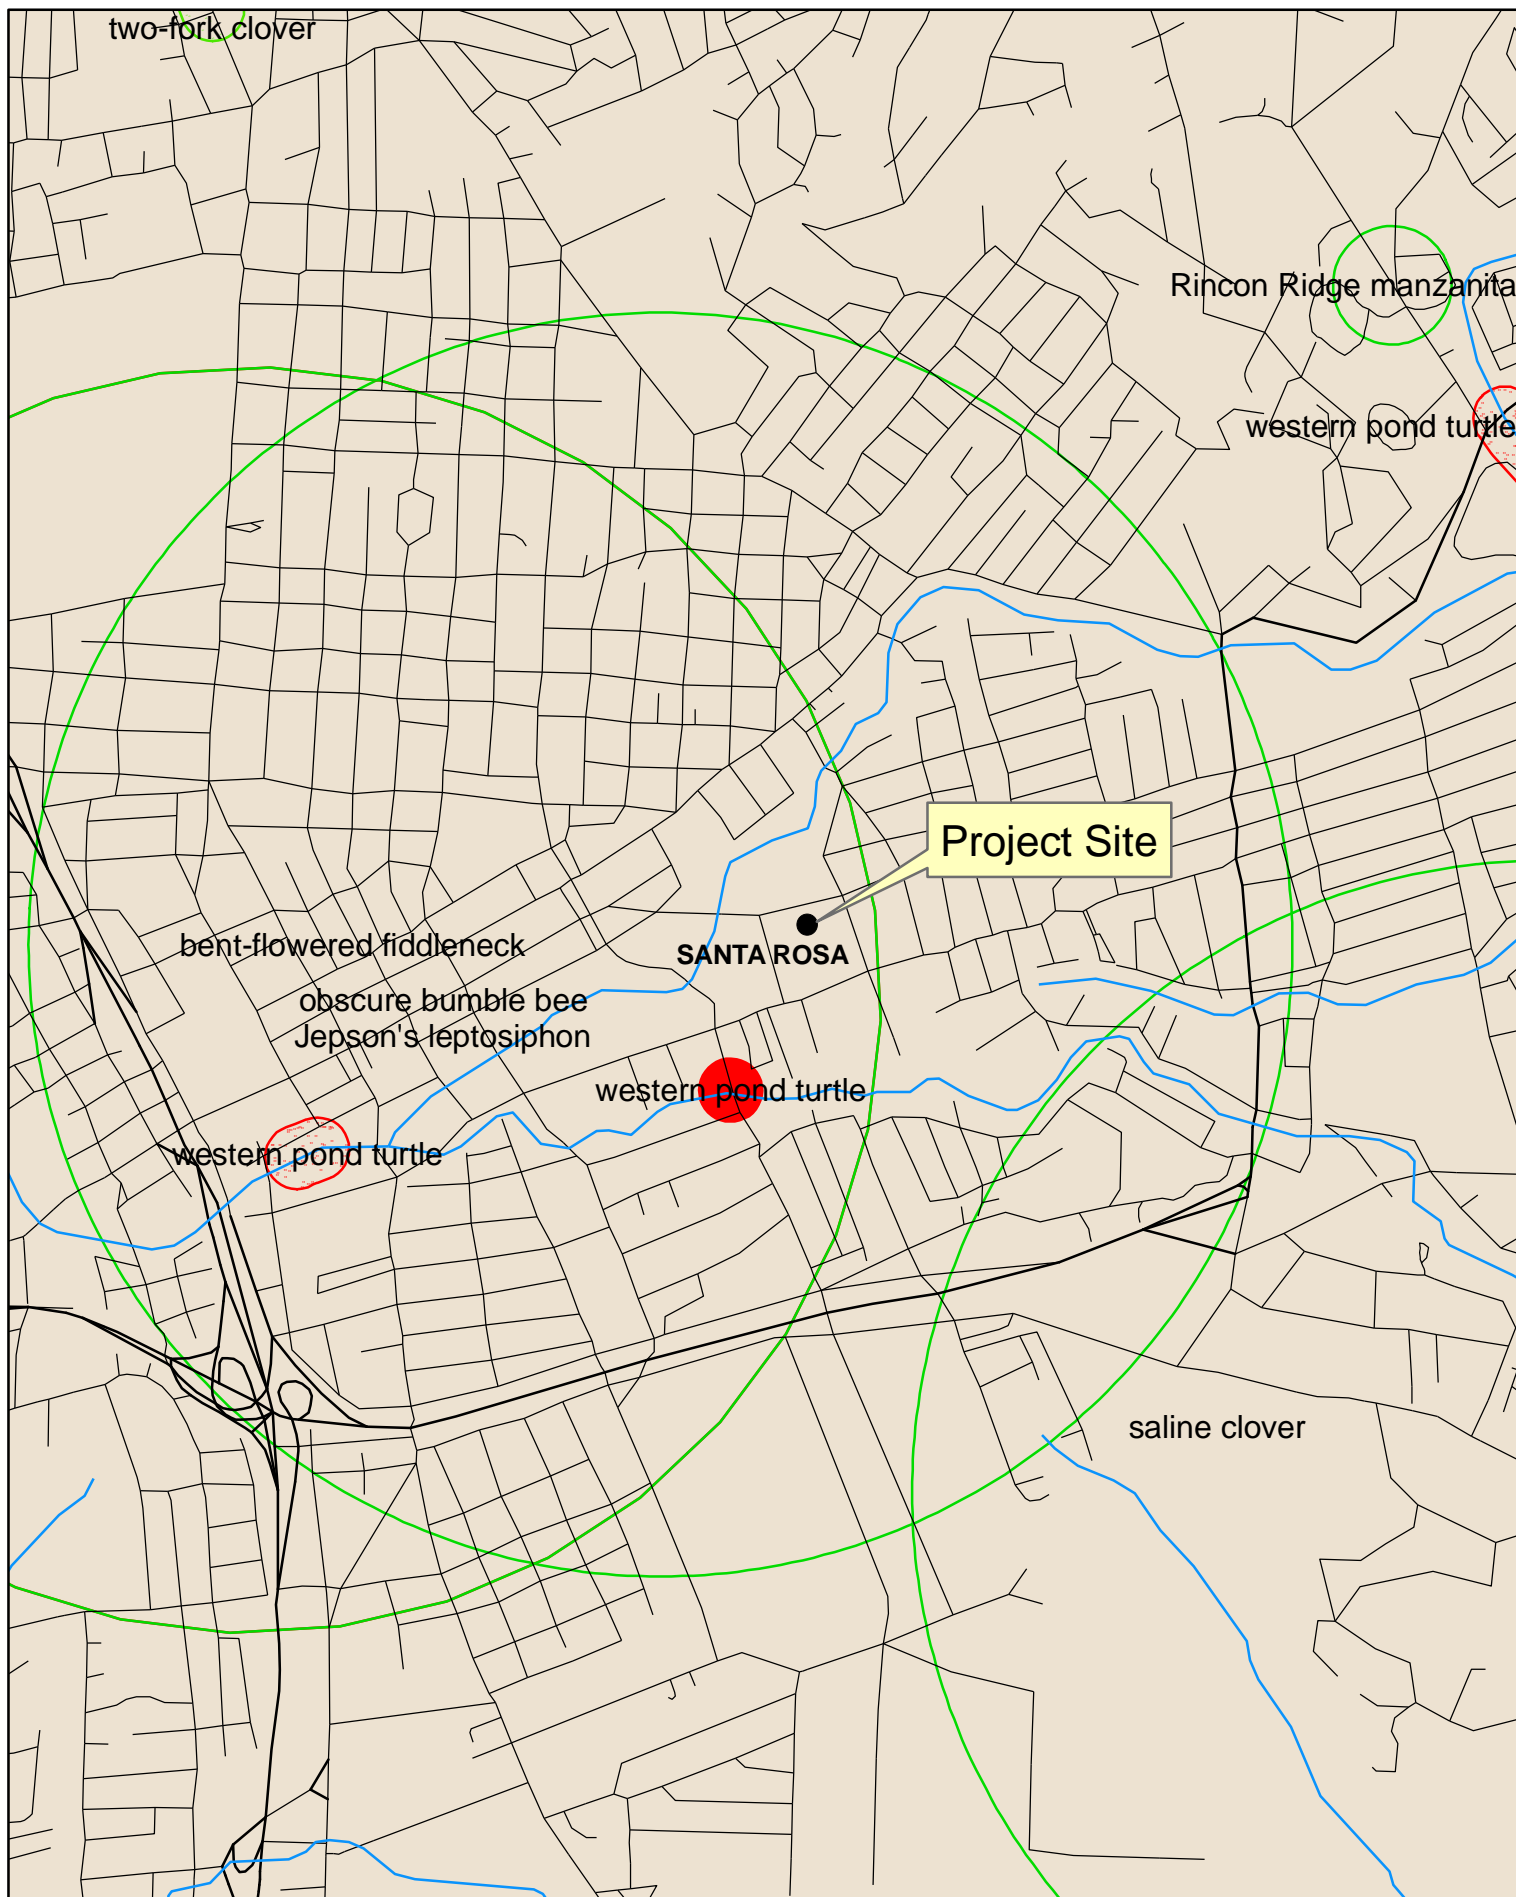 two-fork clover
Rincon Ridge manzanita
western pond turtle
Project Site
bent-flowered fiddleneck
SANTA ROSA
obscure bumble bee
Jepson's leptosiphon
western pond turtle
western pond turtle
saline clover